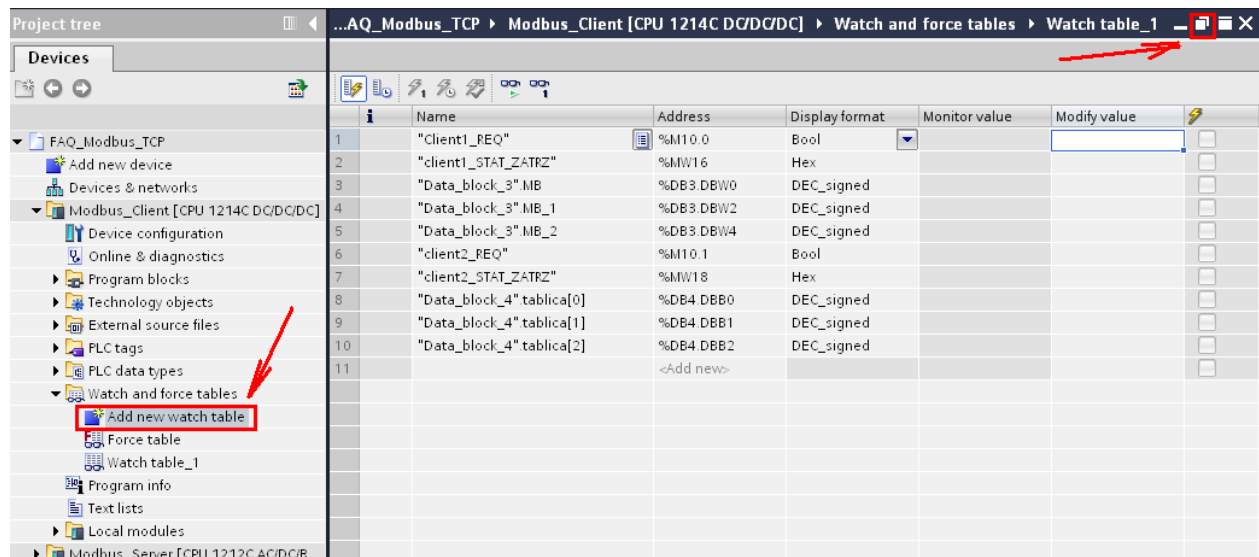 Project tree
Devices
FAQ_Modbus_TCP
Add new device
Devices & networks
Modbus_Client [CPU 1214C DC/DC/DC]
Device configuration
Online & diagnostics
Program blocks
Technology objects
External source files
PLC tags
PLC data types
Watch and force tables
Add new watch table
Force table
Watch table_1
Program info
Text lists
Local modules
Modbus_Server [CPU 1212C AC/DC/R
...AQ_Modbus_TCP Modbus_Client [CPU 1214C DC/DC/DC] Watch and force tables Watch table_1
i Name Address Display format Monitor value Modify value
1 "Client1_REQ" %M10.0 Bool
2 "client1_STAT_ZATRZ" %MW16 Hex
3 "Data_block_3".MB %DB3.DBW0 DEC_signed
4 "Data_block_3".MB_1 %DB3.DBW2 DEC_signed
5 "Data_block_3".MB_2 %DB3.DBW4 DEC_signed
6 "client2_REQ" %M10.1 Bool
7 "client2_STAT_ZATRZ" %MW18 Hex
8 "Data_block_4".tablica[0] %DB4.DBB0 DEC_signed
9 "Data_block_4".tablica[1] %DB4.DBB1 DEC_signed
10 "Data_block_4".tablica[2] %DB4.DBB2 DEC_signed
11 <Add new>